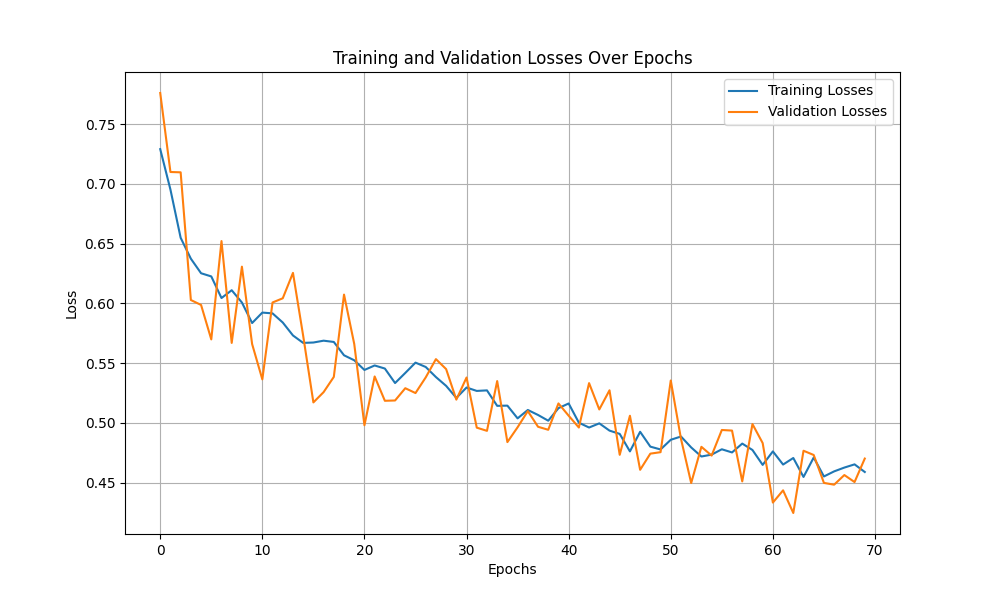 Training and Validation Losses Over Epochs
Training Losses
Validation Losses
Loss
0.75
0.70
0.65
0.60
0.55
0.50
0.45
0 10 20 30 40 50 60 70
Epochs